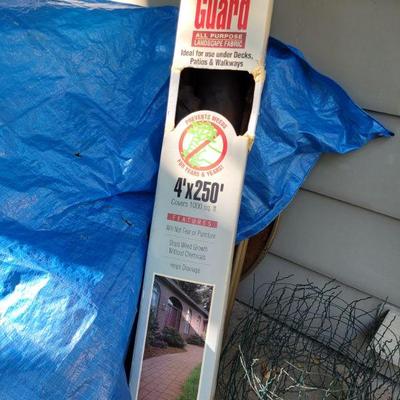 Guard
ALL PURPOSE
LANDSCAPE FABRIC
Ideal for use under Decks,
Patios & Walkways
PREVENTS WEEDS
FOR YEARS & YEARS!
4'x250'
Covers 1000 sq. ft
FEATURES
Will Not Tear or Puncture
Stops Weed Growth
Without Chemicals
Helps Drainage